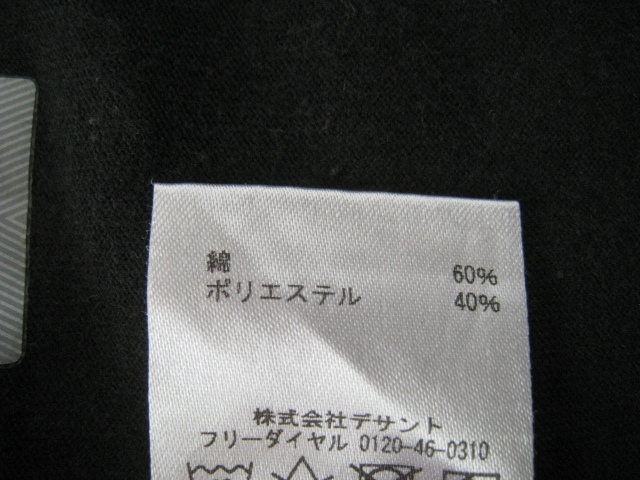 綿 60%
ポリエステル 40%
株式会社デサント
フリーダイヤル 0120-46-0310